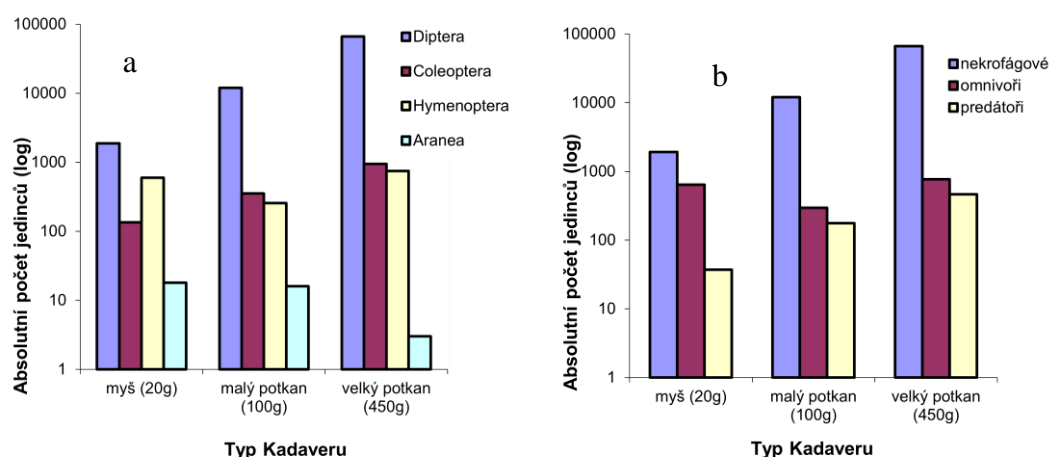 a
100000
10000
1000
100
10
1
Absolutní počet jedinců (log)
Diptera
Coleoptera
Hymenoptera
Aranea
myš (20g)
malý potkan
(100g)
velký potkan
(450g)
Typ Kadaveru
b
100000
10000
1000
100
10
1
Absolutní počet jedinců (log)
nekrofágové
omnivoři
predátoři
myš (20g)
malý potkan
(100g)
velký potkan
(450g)
Typ Kadaveru